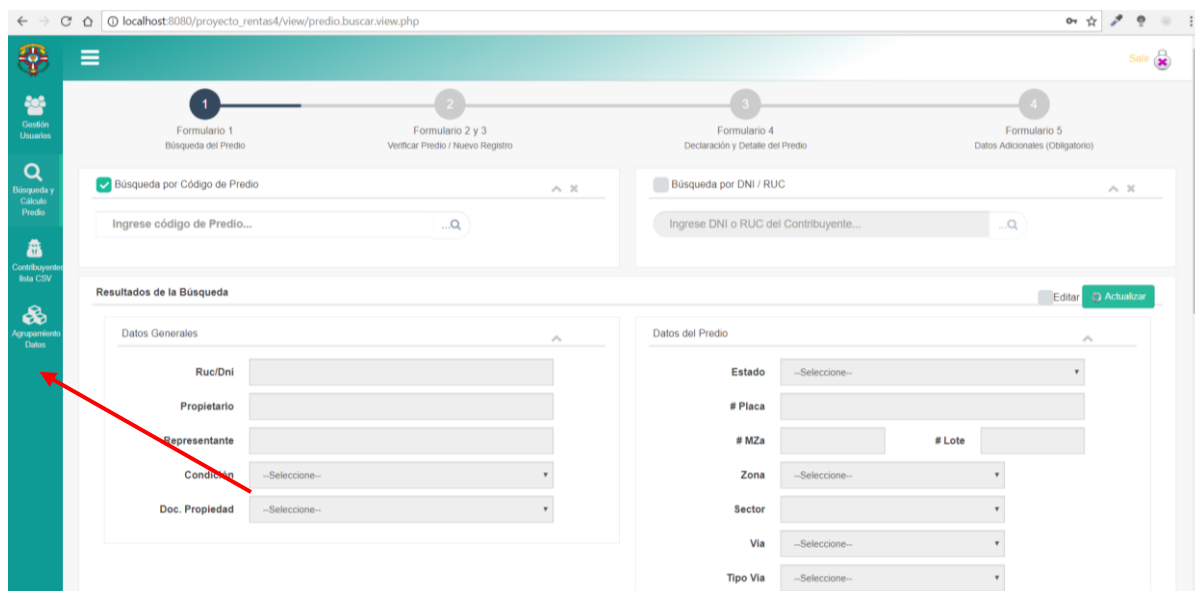 localhost:8080/proyecto_rentas4/view/predio.buscar.view.php
Salir
Gestión
Usuarios
Búsqueda y
Cálculo
Predio
Contribuyentes
lista CSV
Agrupamiento
Datos
1
Formulario 1
Búsqueda del Predio
2
Formulario 2 y 3
Verificar Predio / Nuevo Registro
3
Formulario 4
Declaración y Detalle del Predio
4
Formulario 5
Datos Adicionales (Obligatorio)
Búsqueda por Código de Predio
Ingrese código de Predio...
...
Búsqueda por DNI / RUC
Ingrese DNI o RUC del Contribuyente...
...
Resultados de la Búsqueda
Editar
Actualizar
Datos Generales
Ruc/Dni
Propietario
Representante
Condición --Seleccione--
Doc. Propiedad --Seleccione--
Datos del Predio
Estado --Seleccione--
# Placa
# MZa # Lote
Zona --Seleccione--
Sector
Via --Seleccione--
Tipo Via --Seleccione--